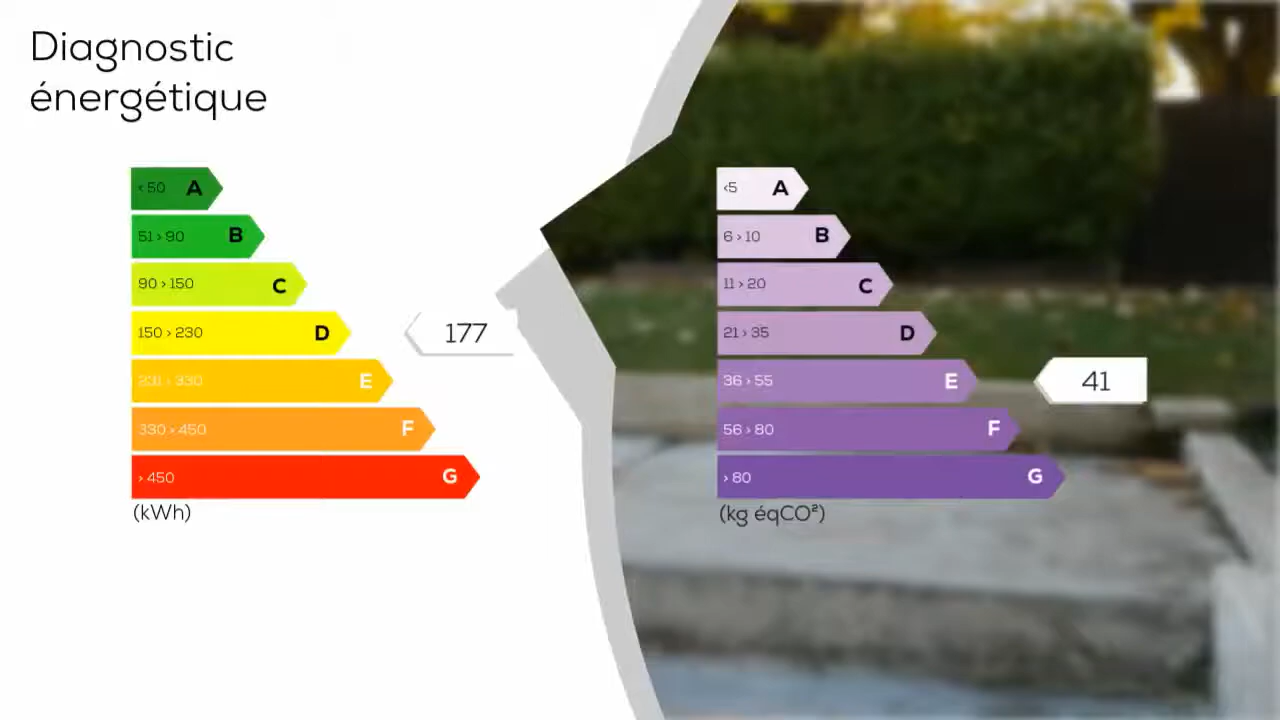 Diagnostic
énergétique
< 50 A
51 > 90 B
90 > 150 C
150 > 230 D
177
231 > 330 E
330 > 450 F
> 450 G
(kWh)
<5 A
6 > 10 B
11 > 20 C
21 > 35 D
36 > 55 E
41
56 > 80 F
> 80 G
(kg éqCO²)